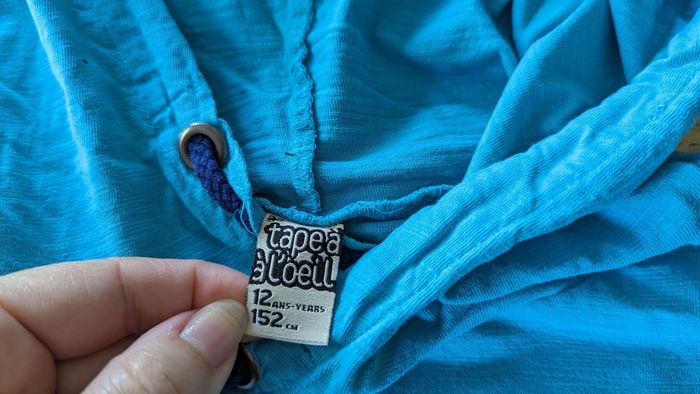 tape à
à l'oeil
12 ANS-YEARS
152 CM